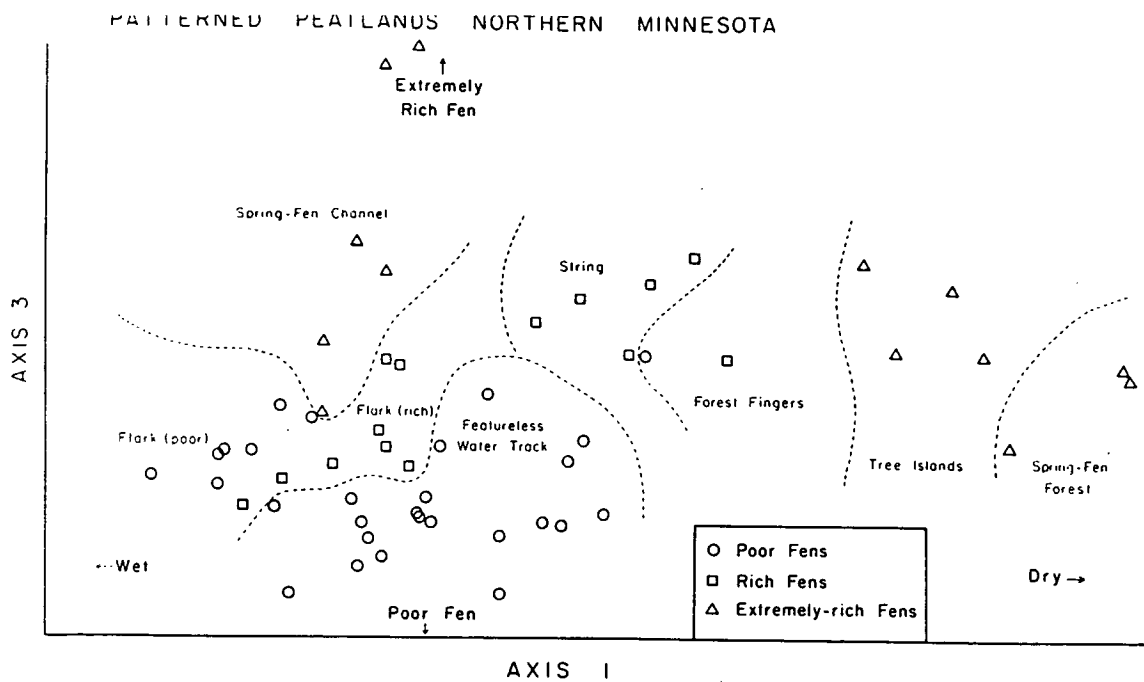 PATTERNED PEATLANDS NORTHERN MINNESOTA
Extremely
Rich Fen
Spring-Fen Channel
String
AXIS 3
Flark (rich)
Forest Fingers
Featureless
Water Track
Flark (poor)
Tree Islands
Spring-Fen
Forest
Poor Fens
Rich Fens
Extremely-rich Fens
Wet
Dry
Poor Fen
AXIS I